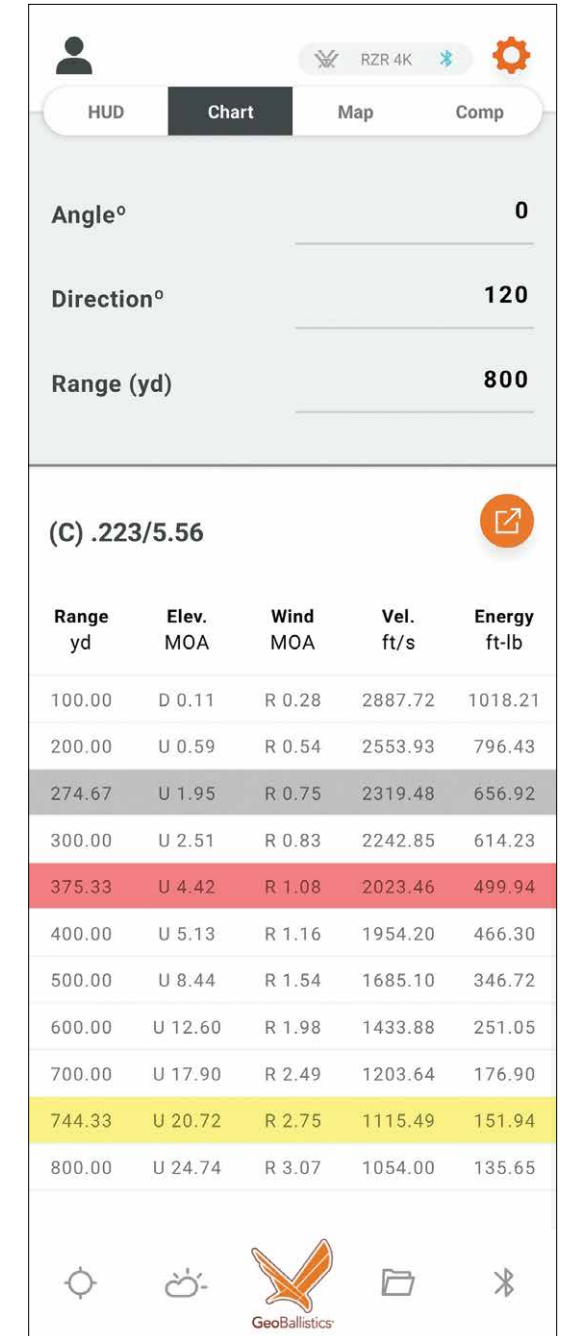 RZR 4K
HUD Chart Map Comp
Angleº 0
Directionº 120
Range (yd) 800
(C) .223/5.56
Range Elev. Wind Vel. Energy
yd MOA MOA ft/s ft-lb
100.00 D 0.11 R 0.28 2887.72 1018.21
200.00 U 0.59 R 0.54 2553.93 796.43
274.67 U 1.95 R 0.75 2319.48 656.92
300.00 U 2.51 R 0.83 2242.85 614.23
375.33 U 4.42 R 1.08 2023.46 499.94
400.00 U 5.13 R 1.16 1954.20 466.30
500.00 U 8.44 R 1.54 1685.10 346.72
600.00 U 12.60 R 1.98 1433.88 251.05
700.00 U 17.90 R 2.49 1203.64 176.90
744.33 U 20.72 R 2.75 1115.49 151.94
800.00 U 24.74 R 3.07 1054.00 135.65
GeoBallistics